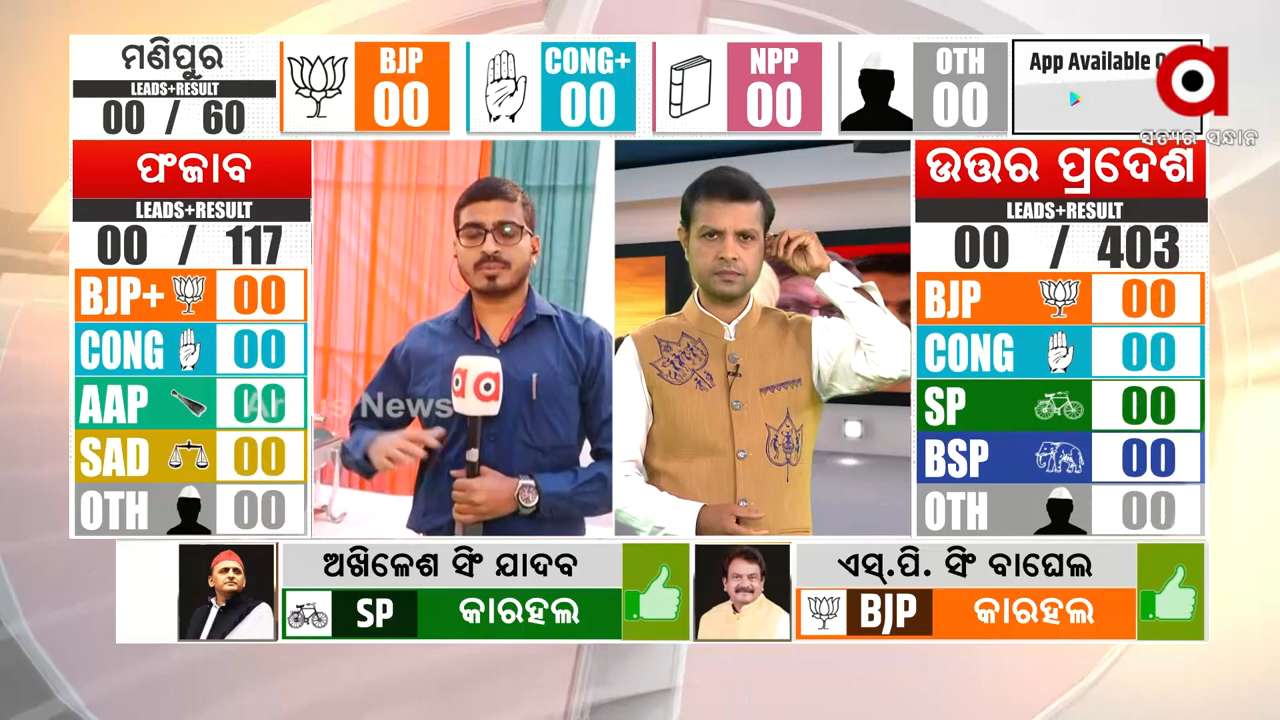 ମଣିପୁର
LEADS+RESULT
00 / 60
BJP
00
CONG+
00
NPP
00
OTH
00
App Available
a
ସତ୍ୟର ସନ୍ଧାନ
ଫଂଜାବ
LEADS+RESULT
00 / 117
BJP+ 00
CONG 00
AAP 00
SAD 00
OTH 00
Argus News
ଉତ୍ତର ପ୍ରଦେଶ
LEADS+RESULT
00 / 403
BJP 00
CONG 00
SP 00
BSP 00
OTH 00
ଅଖିଳେଶ ସିଂ ଯାଦବ
SP କାରହଲ
ଏସ୍.ପି. ସିଂ ବାଘେଲ
BJP କାରହଲ